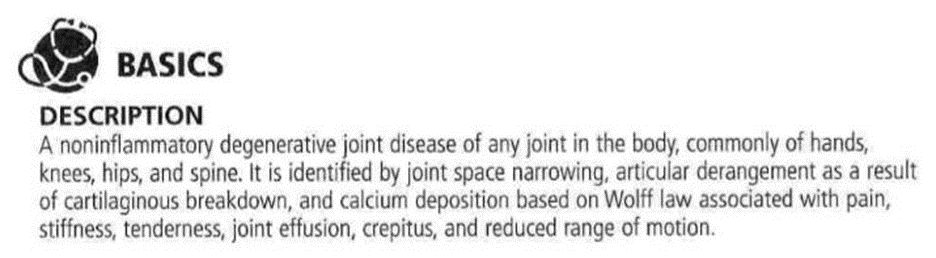 BASICS
DESCRIPTION
A noninflammatory degenerative joint disease of any joint in the body, commonly of hands,
knees, hips, and spine. It is identified by joint space narrowing, articular derangement as a result
of cartilaginous breakdown, and calcium deposition based on Wolff law associated with pain,
stiffness, tenderness, joint effusion, crepitus, and reduced range of motion.